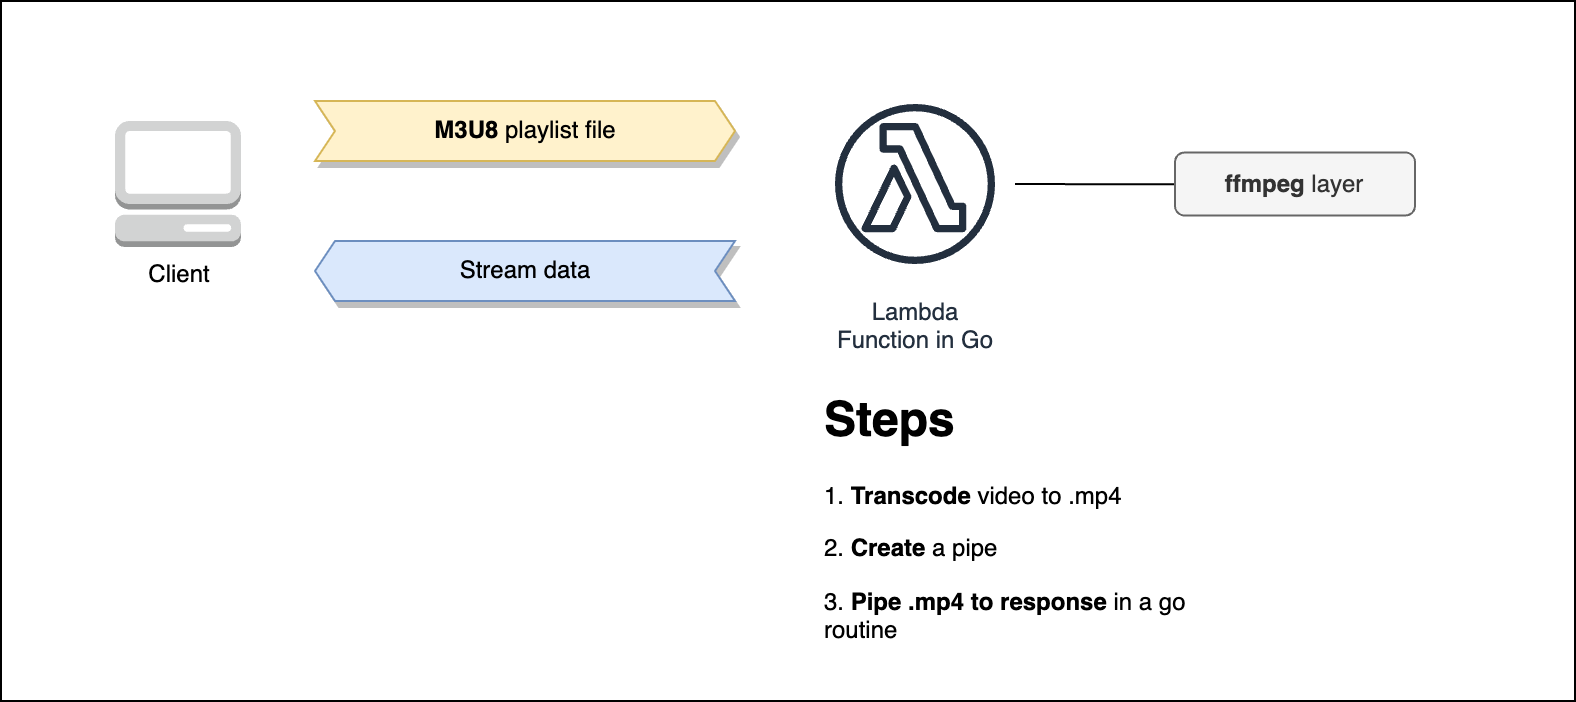 M3U8 playlist file
Client
Stream data
Lambda
Function in Go
ffmpeg layer
Steps
1. Transcode video to .mp4
2. Create a pipe
3. Pipe .mp4 to response in a go
routine